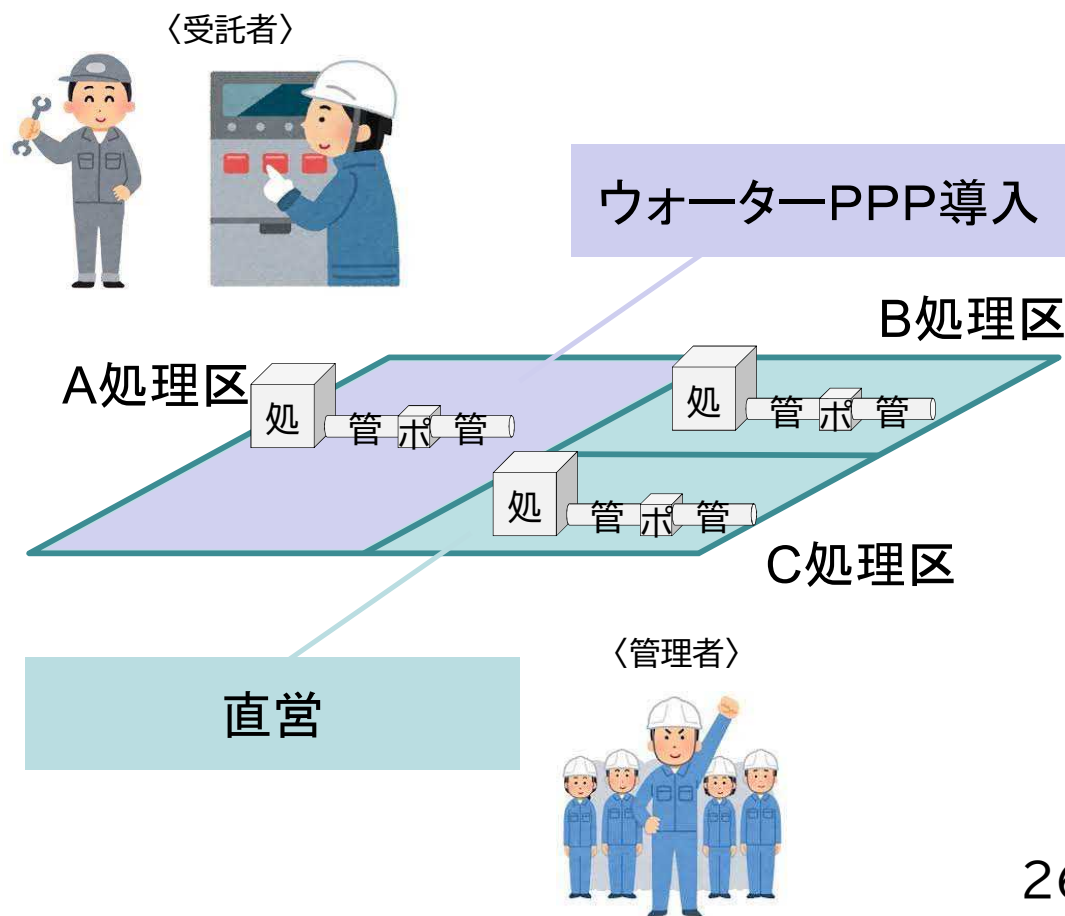 〈受託者〉
ウォーターPPP導入
B処理区
A処理区
処 管 ポ 管
処 管 ポ 管
処 管 ポ 管
C処理区
直営
〈管理者〉
26